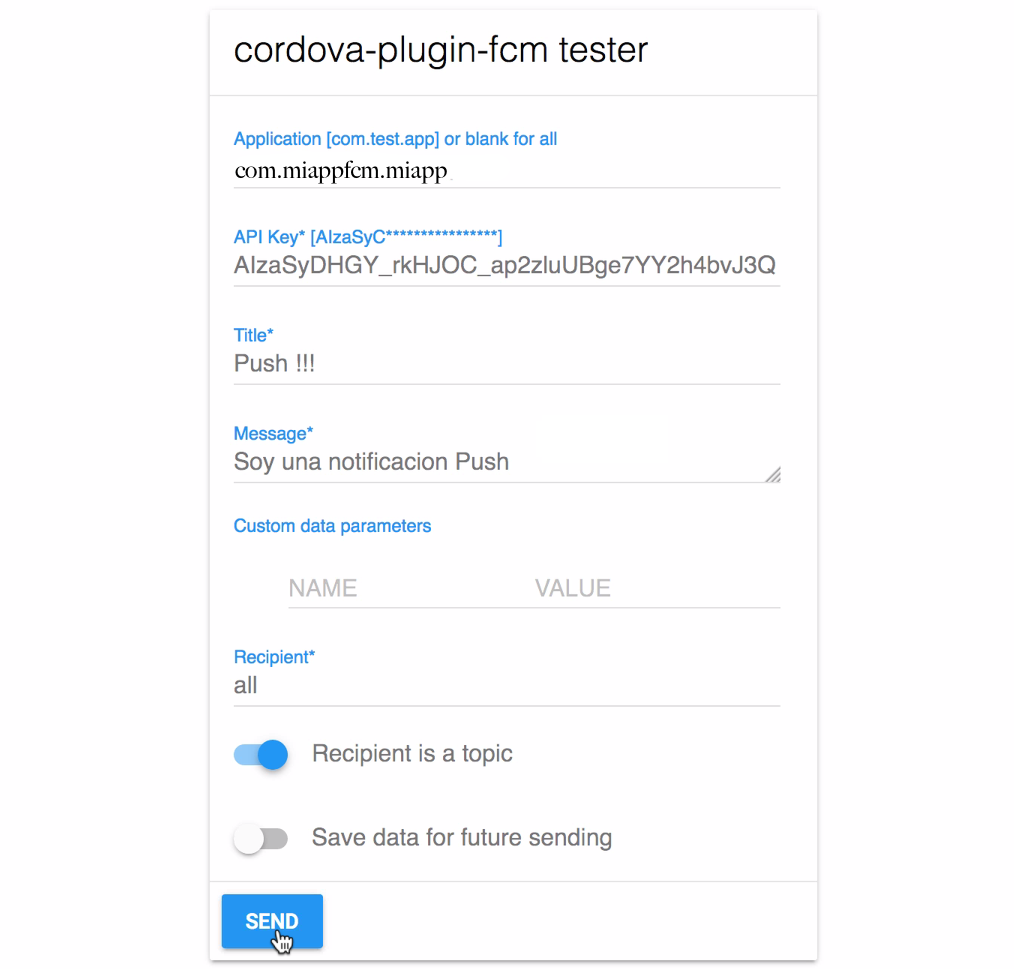 cordova-plugin-fcm tester
Application [com.test.app] or blank for all
com.miappfcm.miapp
API Key* [AIzaSyC****************]
AIzaSyDHGY_rkHJOC_ap2zluUBge7YY2h4bvJ3Q
Title*
Push !!!
Message*
Soy una notificacion Push
Custom data parameters
NAME VALUE
Recipient*
all
Recipient is a topic
Save data for future sending
SEND